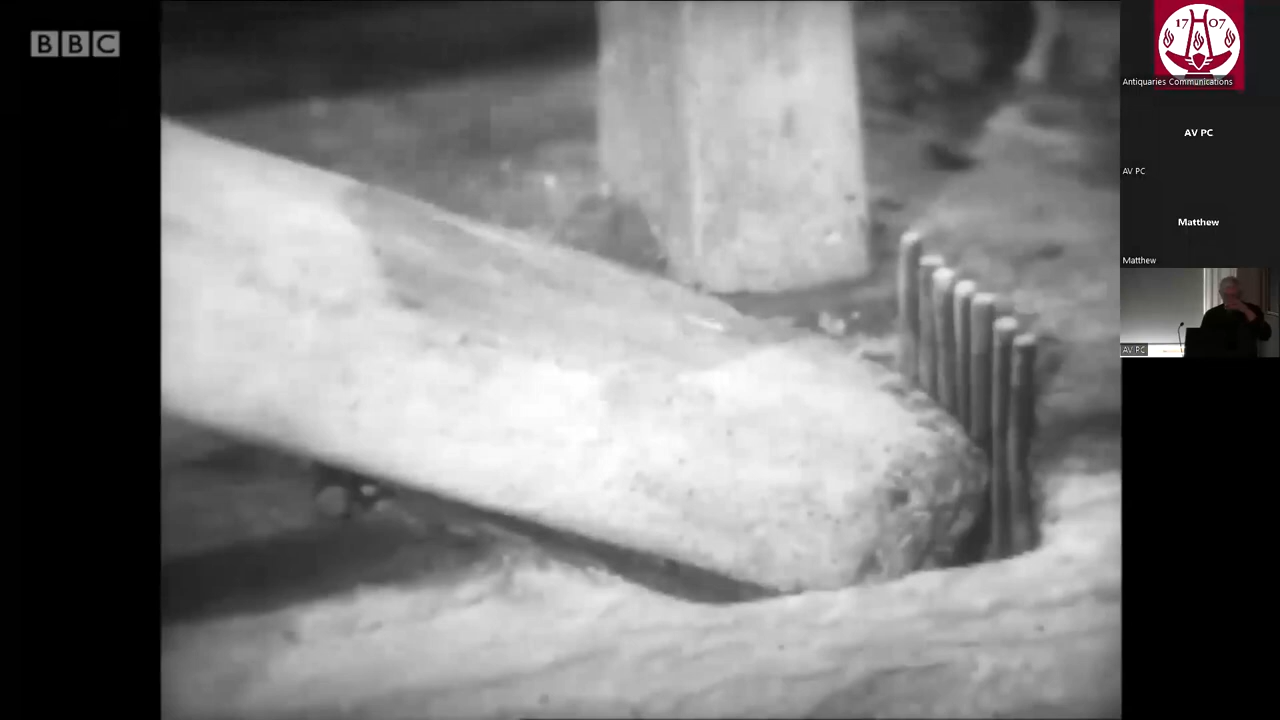 BBC
17 07
Antiquaries Communications
AV PC
AV PC
Matthew
Matthew
AV PC